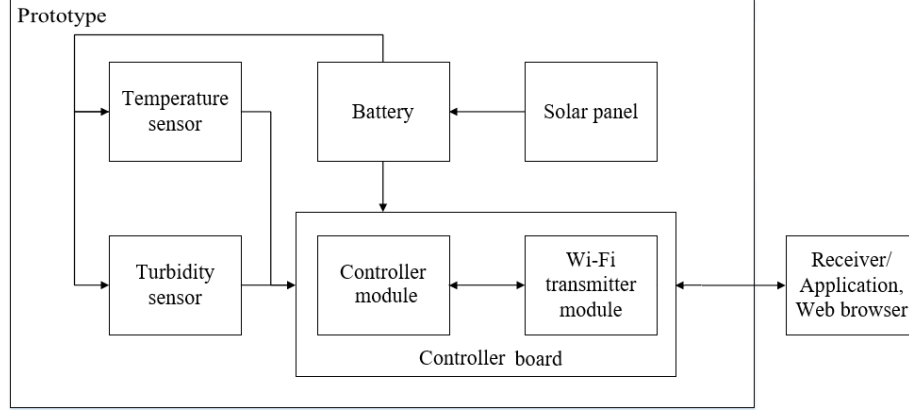 Prototype
Temperature
sensor
Battery
Solar panel
Turbidity
sensor
Controller
module
Wi-Fi
transmitter
module
Controller board
Receiver/
Application,
Web browser